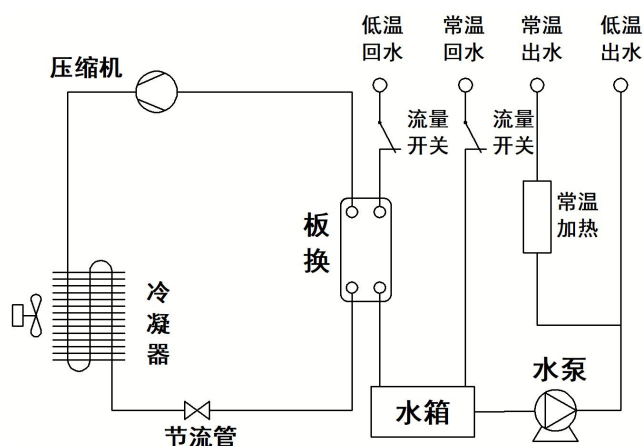 低温
回水
常温
回水
常温
出水
低温
出水
压缩机
流量
开关
流量
开关
板
换
常温
加热
冷
凝
器
水箱
水泵
节流管